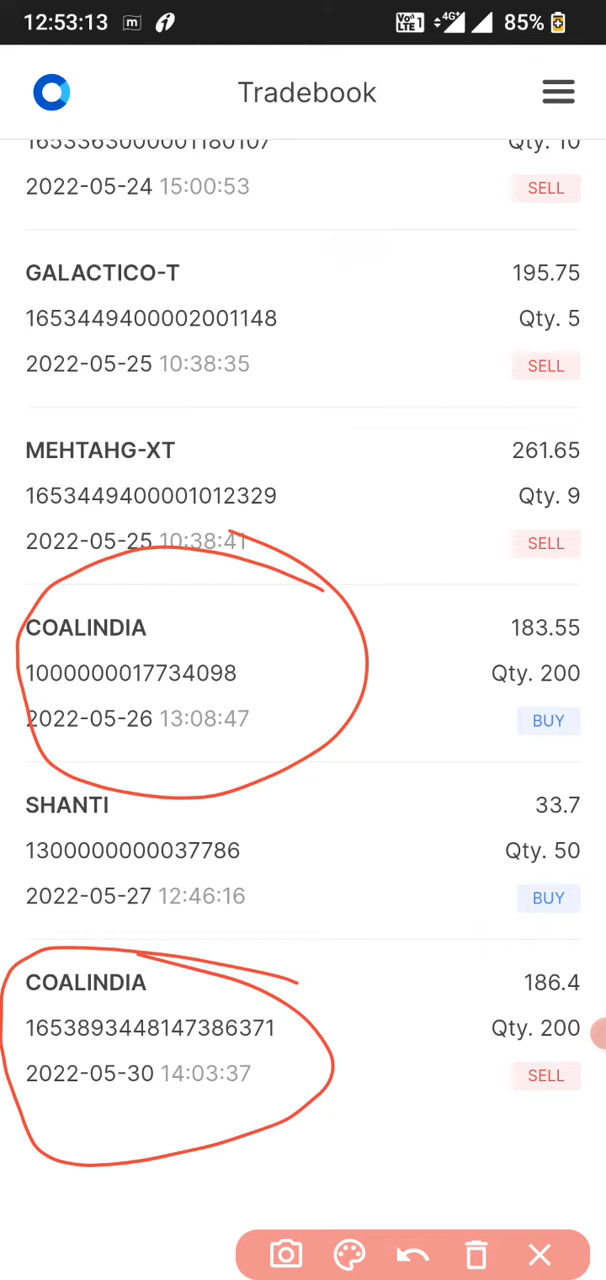 12:53:13 m VoLTE1 4G+ 85%
Tradebook
1653363000001180107 Qty. 10
2022-05-24 15:00:53 SELL
GALACTICO-T 195.75
1653449400002001148 Qty. 5
2022-05-25 10:38:35 SELL
MEHTAHG-XT 261.65
1653449400001012329 Qty. 9
2022-05-25 10:38:41 SELL
COALINDIA 183.55
1000000017734098 Qty. 200
2022-05-26 13:08:47 BUY
SHANTI 33.7
1300000000037786 Qty. 50
2022-05-27 12:46:16 BUY
COALINDIA 186.4
1653893448147386371 Qty. 200
2022-05-30 14:03:37 SELL